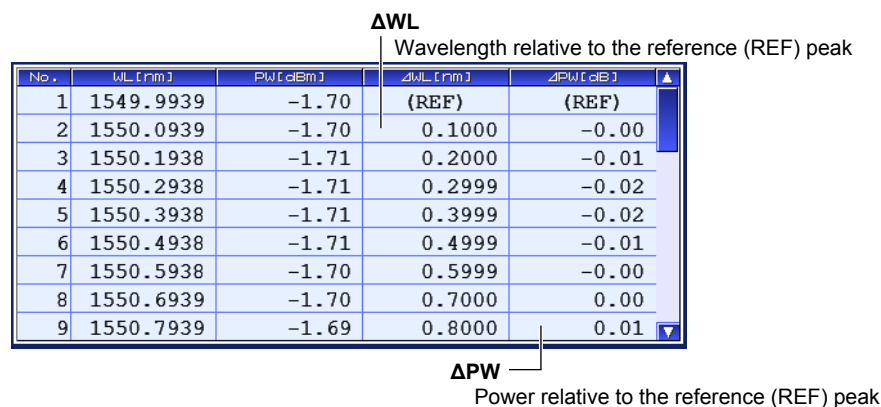 ΔWL
Wavelength relative to the reference (REF) peak
No. WL[nm] PW[dBm] ⊿WL[nm] ⊿PW[dB]
1 1549.9939 -1.70 (REF) (REF)
2 1550.0939 -1.70 0.1000 -0.00
3 1550.1938 -1.71 0.2000 -0.01
4 1550.2938 -1.71 0.2999 -0.02
5 1550.3938 -1.71 0.3999 -0.02
6 1550.4938 -1.71 0.4999 -0.01
7 1550.5938 -1.70 0.5999 -0.00
8 1550.6939 -1.70 0.7000 0.00
9 1550.7939 -1.69 0.8000 0.01
ΔPW
Power relative to the reference (REF) peak